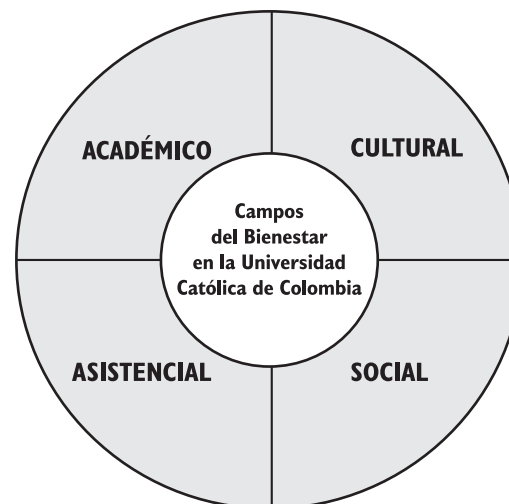 ACADÉMICO
CULTURAL
Campos
del Bienestar
en la Universidad
Católica de Colombia
ASISTENCIAL
SOCIAL